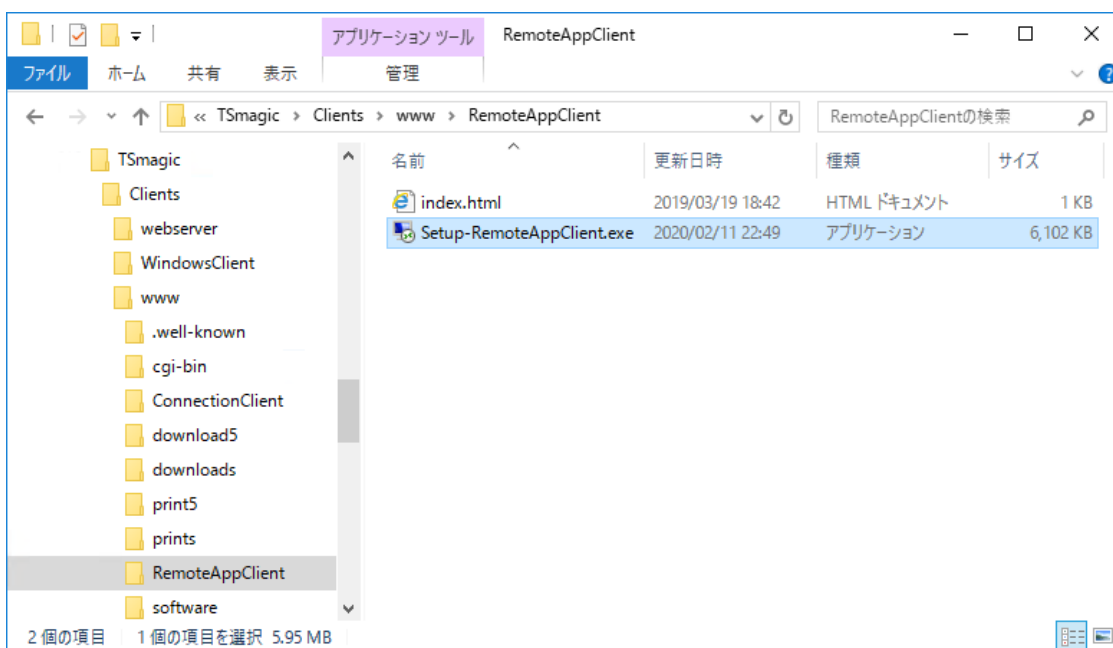 アプリケーション ツール RemoteAppClient
ファイル ホーム 共有 表示 管理
« TSmagic › Clients › www › RemoteAppClient RemoteAppClientの検索
名前 更新日時 種類 サイズ
TSmagic
Clients
index.html 2019/03/19 18:42 HTML ドキュメント 1 KB
webserver
Setup-RemoteAppClient.exe 2020/02/11 22:49 アプリケーション 6,102 KB
WindowsClient
www
.well-known
cgi-bin
ConnectionClient
download5
downloads
print5
prints
RemoteAppClient
software
2 個の項目 1 個の項目を選択 5.95 MB